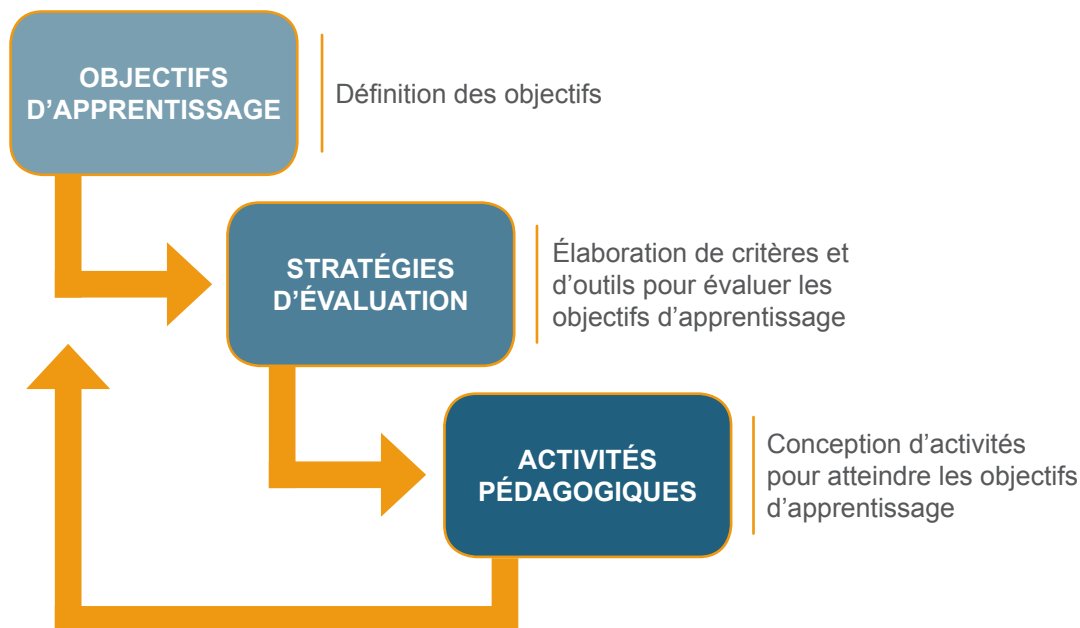 OBJECTIFS
D’APPRENTISSAGE
Définition des objectifs
STRATÉGIES
D’ÉVALUATION
Élaboration de critères et
d’outils pour évaluer les
objectifs d’apprentissage
ACTIVITÉS
PÉDAGOGIQUES
Conception d’activités
pour atteindre les objectifs
d’apprentissage